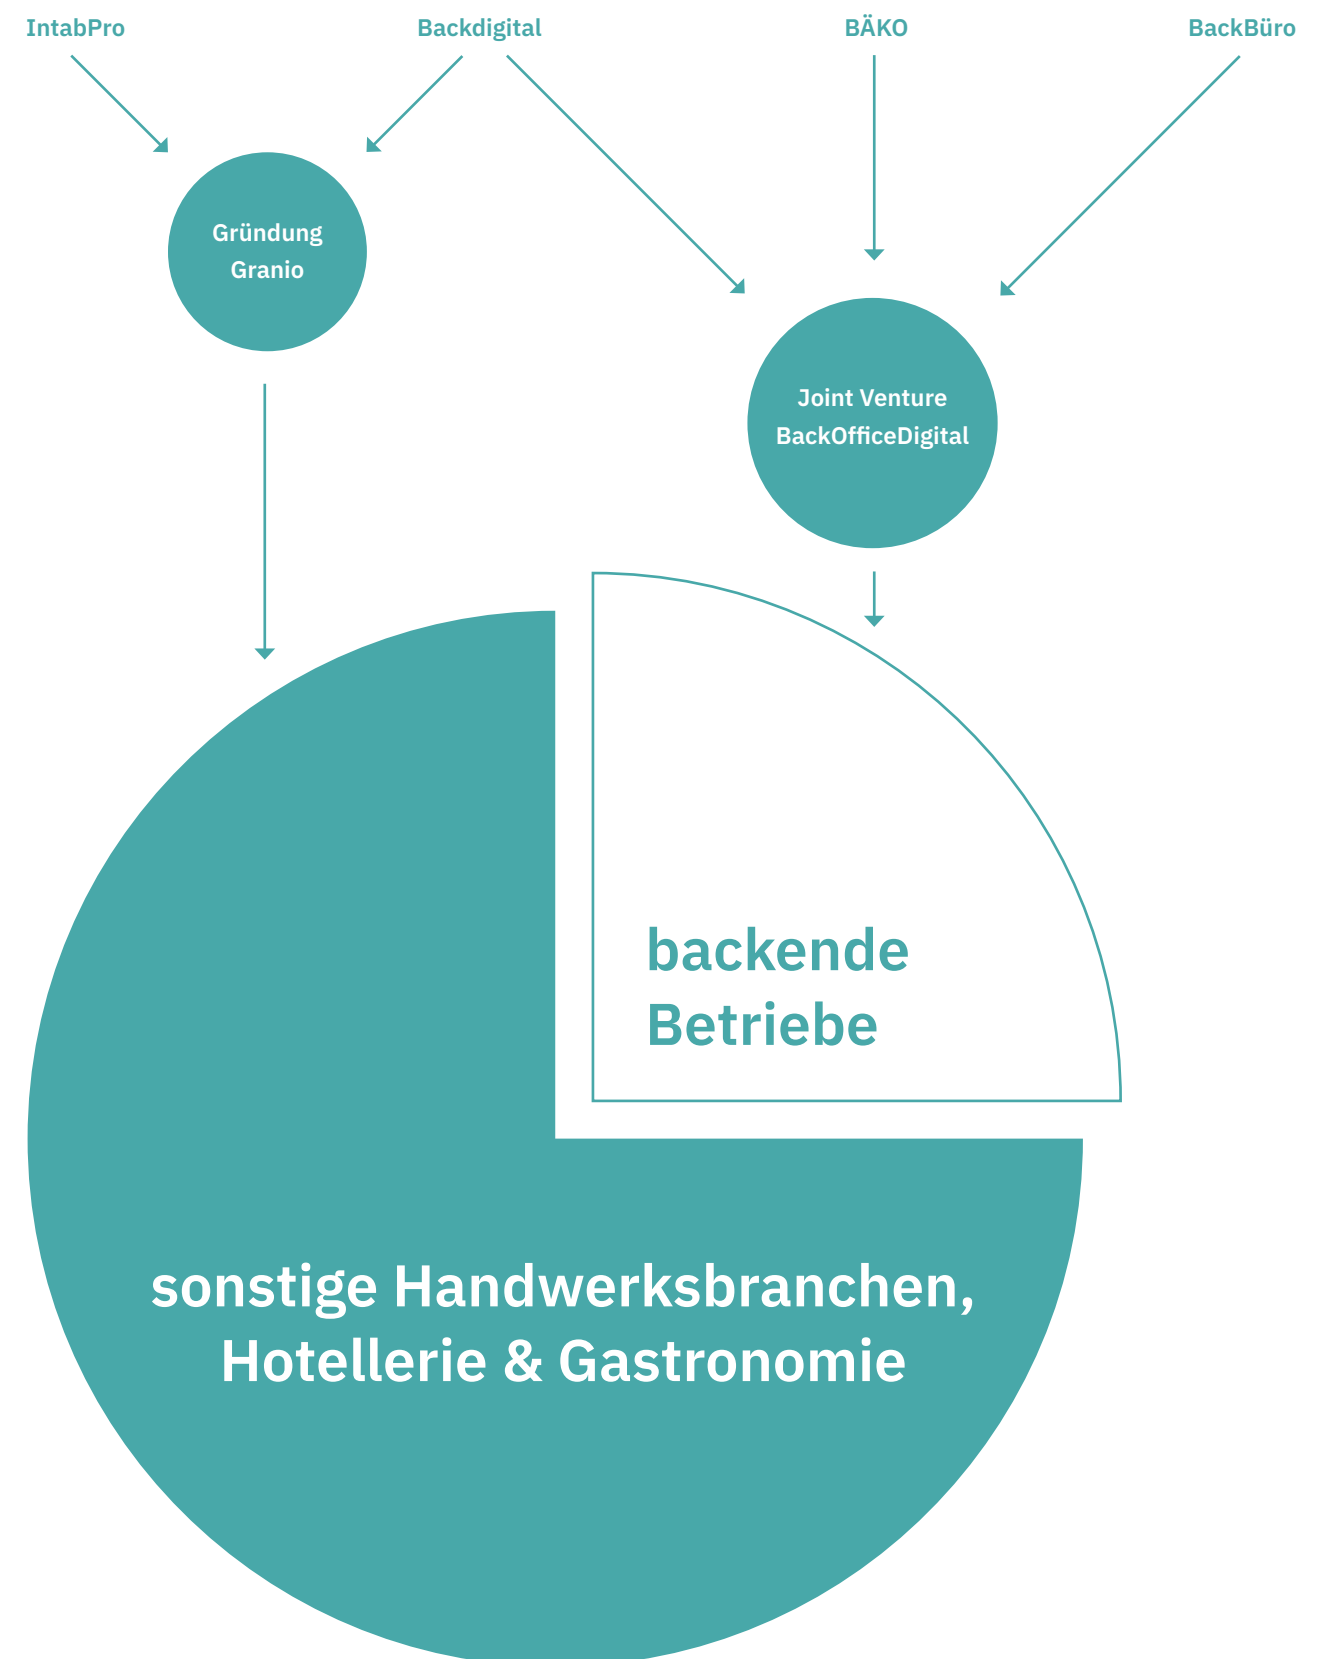 IntabPro
Backdigital
BÄKO
BackBüro
Gründung
Granio
Joint Venture
BackOfficeDigital
backende
Betriebe
sonstige Handwerksbranchen,
Hotellerie & Gastronomie